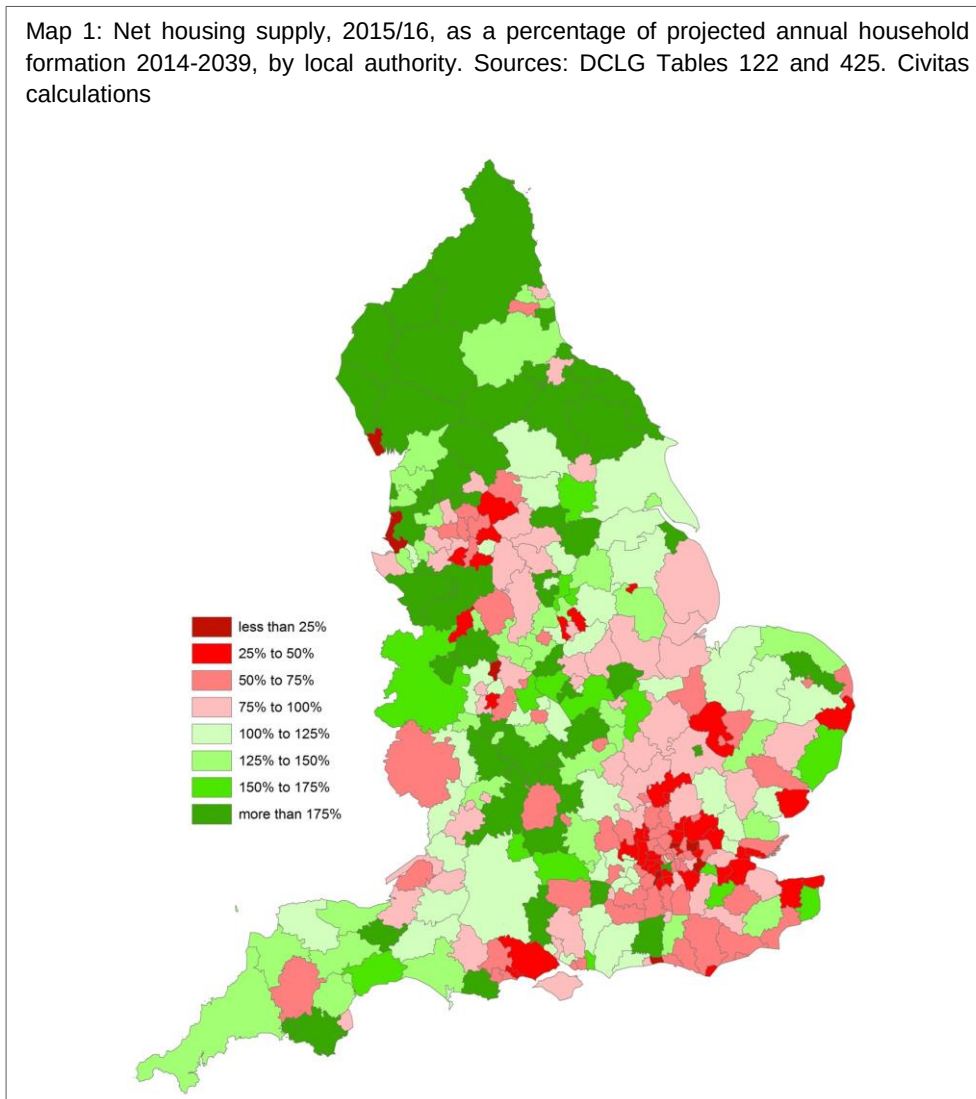 Map 1: Net housing supply, 2015/16, as a percentage of projected annual household
formation 2014-2039, by local authority. Sources: DCLG Tables 122 and 425. Civitas
calculations
less than 25%
25% to 50%
50% to 75%
75% to 100%
100% to 125%
125% to 150%
150% to 175%
more than 175%